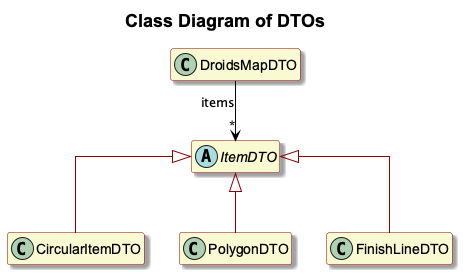 Class Diagram of DTOs
C DroidsMapDTO
items
*
A ItemDTO
C CircularItemDTO
C PolygonDTO
C FinishLineDTO